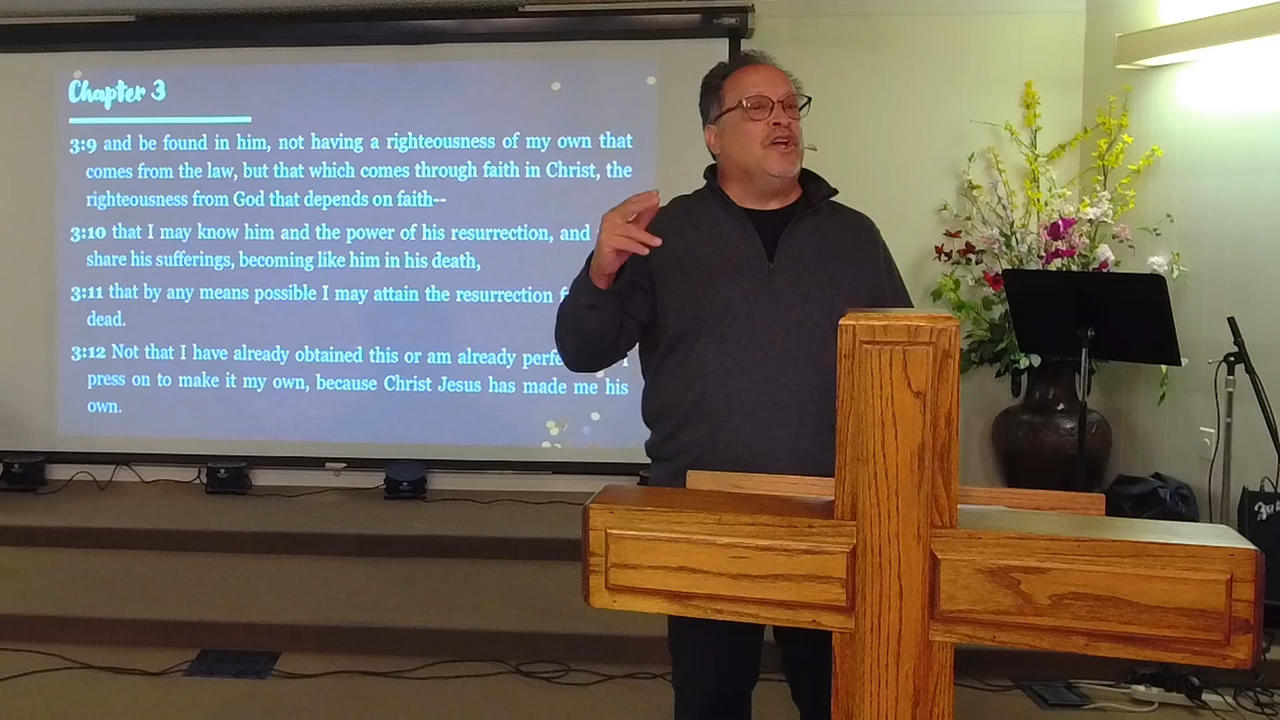 Chapter 3
3:9 and be found in him, not having a righteousness of my own that
comes from the law, but that which comes through faith in Christ, the
righteousness from God that depends on faith--
3:10 that I may know him and the power of his resurrection, and
share his sufferings, becoming like him in his death,
3:11 that by any means possible I may attain the resurrection
dead.
3:12 Not that I have already obtained this or am already
press on to make it my own, because Christ Jesus has made me his
own.